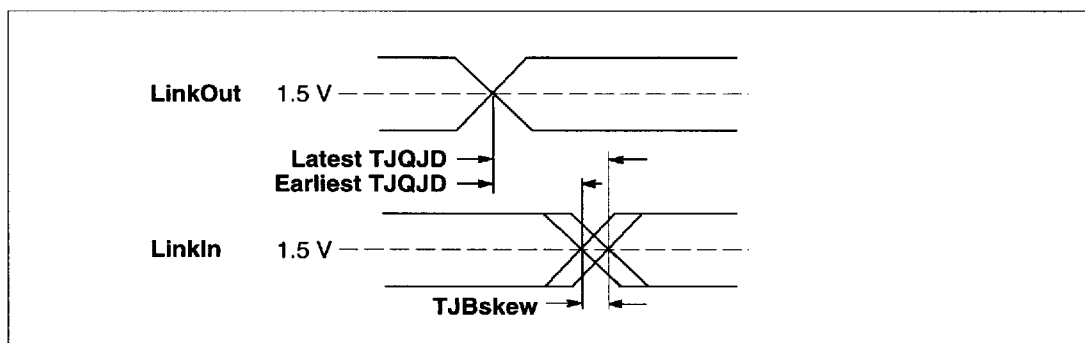 LinkOut 1.5 V
Latest TJQJD
Earliest TJQJD
LinkIn 1.5 V
TJBskew